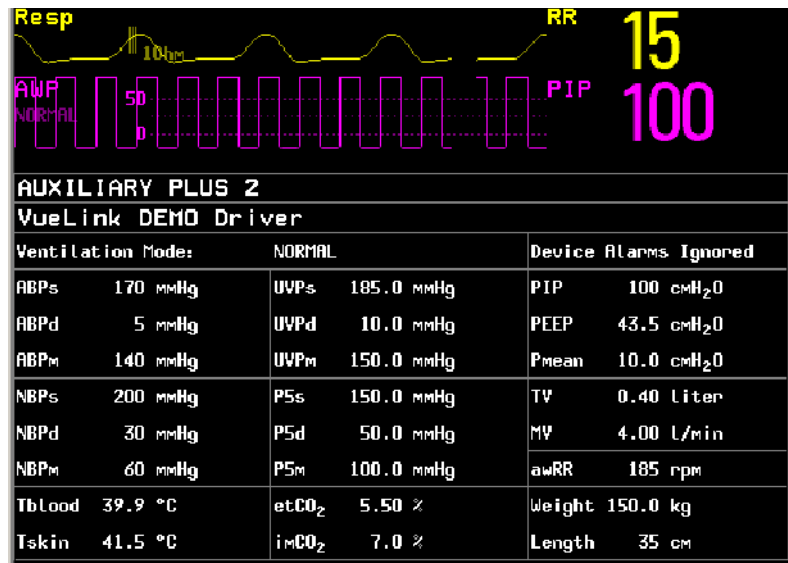 Resp RR 15
10hm
AWP 50 PIP 100
NORMAL
0
AUXILIARY PLUS 2
VueLink DEMO Driver
Ventilation Mode: NORMAL Device Alarms Ignored
ABPs 170 mmHg UVPs 185.0 mmHg PIP 100 cmH₂O
ABPd 5 mmHg UVPd 10.0 mmHg PEEP 43.5 cmH₂O
ABPm 140 mmHg UVPm 150.0 mmHg Pmean 10.0 cmH₂O
NBPs 200 mmHg P5s 150.0 mmHg TV 0.40 liter
NBPd 30 mmHg P5d 50.0 mmHg MV 4.00 l/min
NBPm 60 mmHg P5m 100.0 mmHg awRR 185 rpm
Tblood 39.9 °C etCO₂ 5.50 % Weight 150.0 kg
Tskin 41.5 °C imCO₂ 7.0 % Length 35 cm